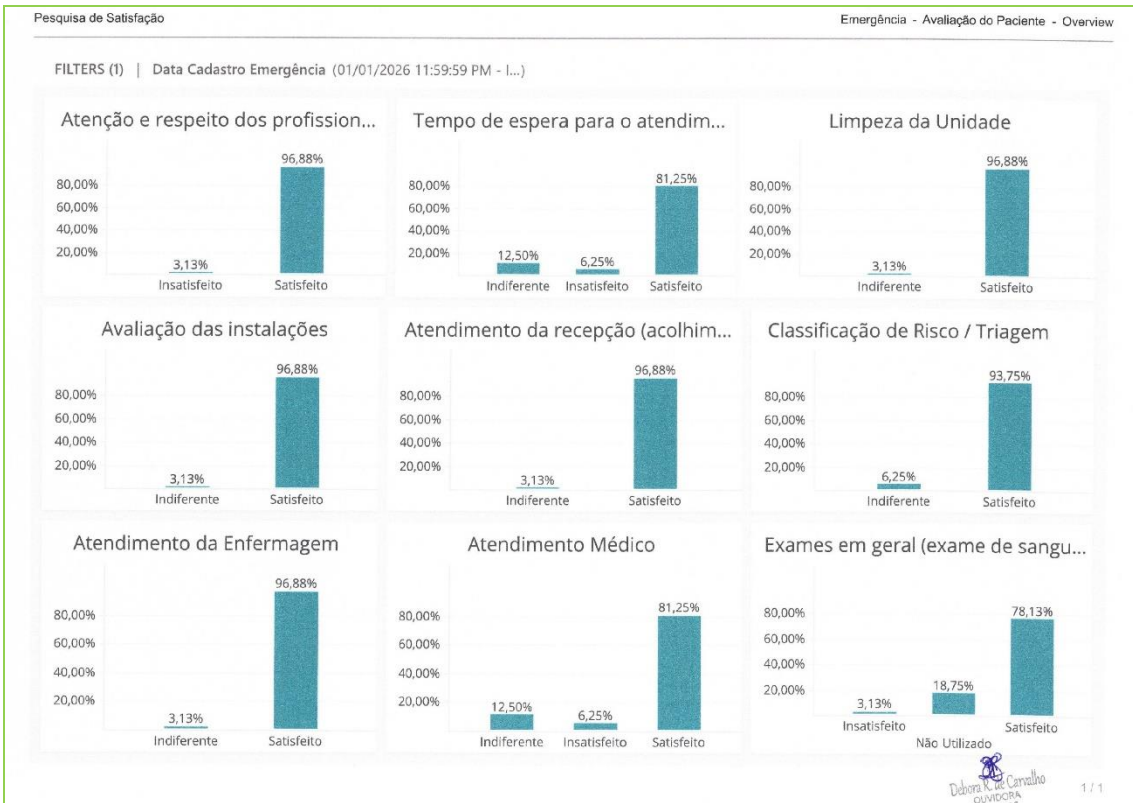 Pesquisa de Satisfação
Emergência - Avaliação do Paciente - Overview
FILTERS (1) | Data Cadastro Emergência (01/01/2026 11:59:59 PM - I...)
Atenção e respeito dos profission...
96,88%
80,00%
60,00%
40,00%
20,00%
3,13%
Insatisfeito Satisfeito
Tempo de espera para o atendim...
81,25%
80,00%
60,00%
40,00%
20,00%
12,50%
6,25%
Indiferente Insatisfeito Satisfeito
Limpeza da Unidade
96,88%
80,00%
60,00%
40,00%
20,00%
3,13%
Indiferente Satisfeito
Avaliação das instalações
96,88%
80,00%
60,00%
40,00%
20,00%
3,13%
Indiferente Satisfeito
Atendimento da recepção (acolhim...
96,88%
80,00%
60,00%
40,00%
20,00%
3,13%
Indiferente Satisfeito
Classificação de Risco / Triagem
93,75%
80,00%
60,00%
40,00%
20,00%
6,25%
Indiferente Satisfeito
Atendimento da Enfermagem
96,88%
80,00%
60,00%
40,00%
20,00%
3,13%
Indiferente Satisfeito
Atendimento Médico
81,25%
80,00%
60,00%
40,00%
20,00%
12,50%
6,25%
Indiferente Insatisfeito Satisfeito
Exames em geral (exame de sangu...
78,13%
80,00%
60,00%
40,00%
20,00%
18,75%
3,13%
Insatisfeito Satisfeito
Não Utilizado
Debora R. de Carvalho
OUVIDORA
1 / 1